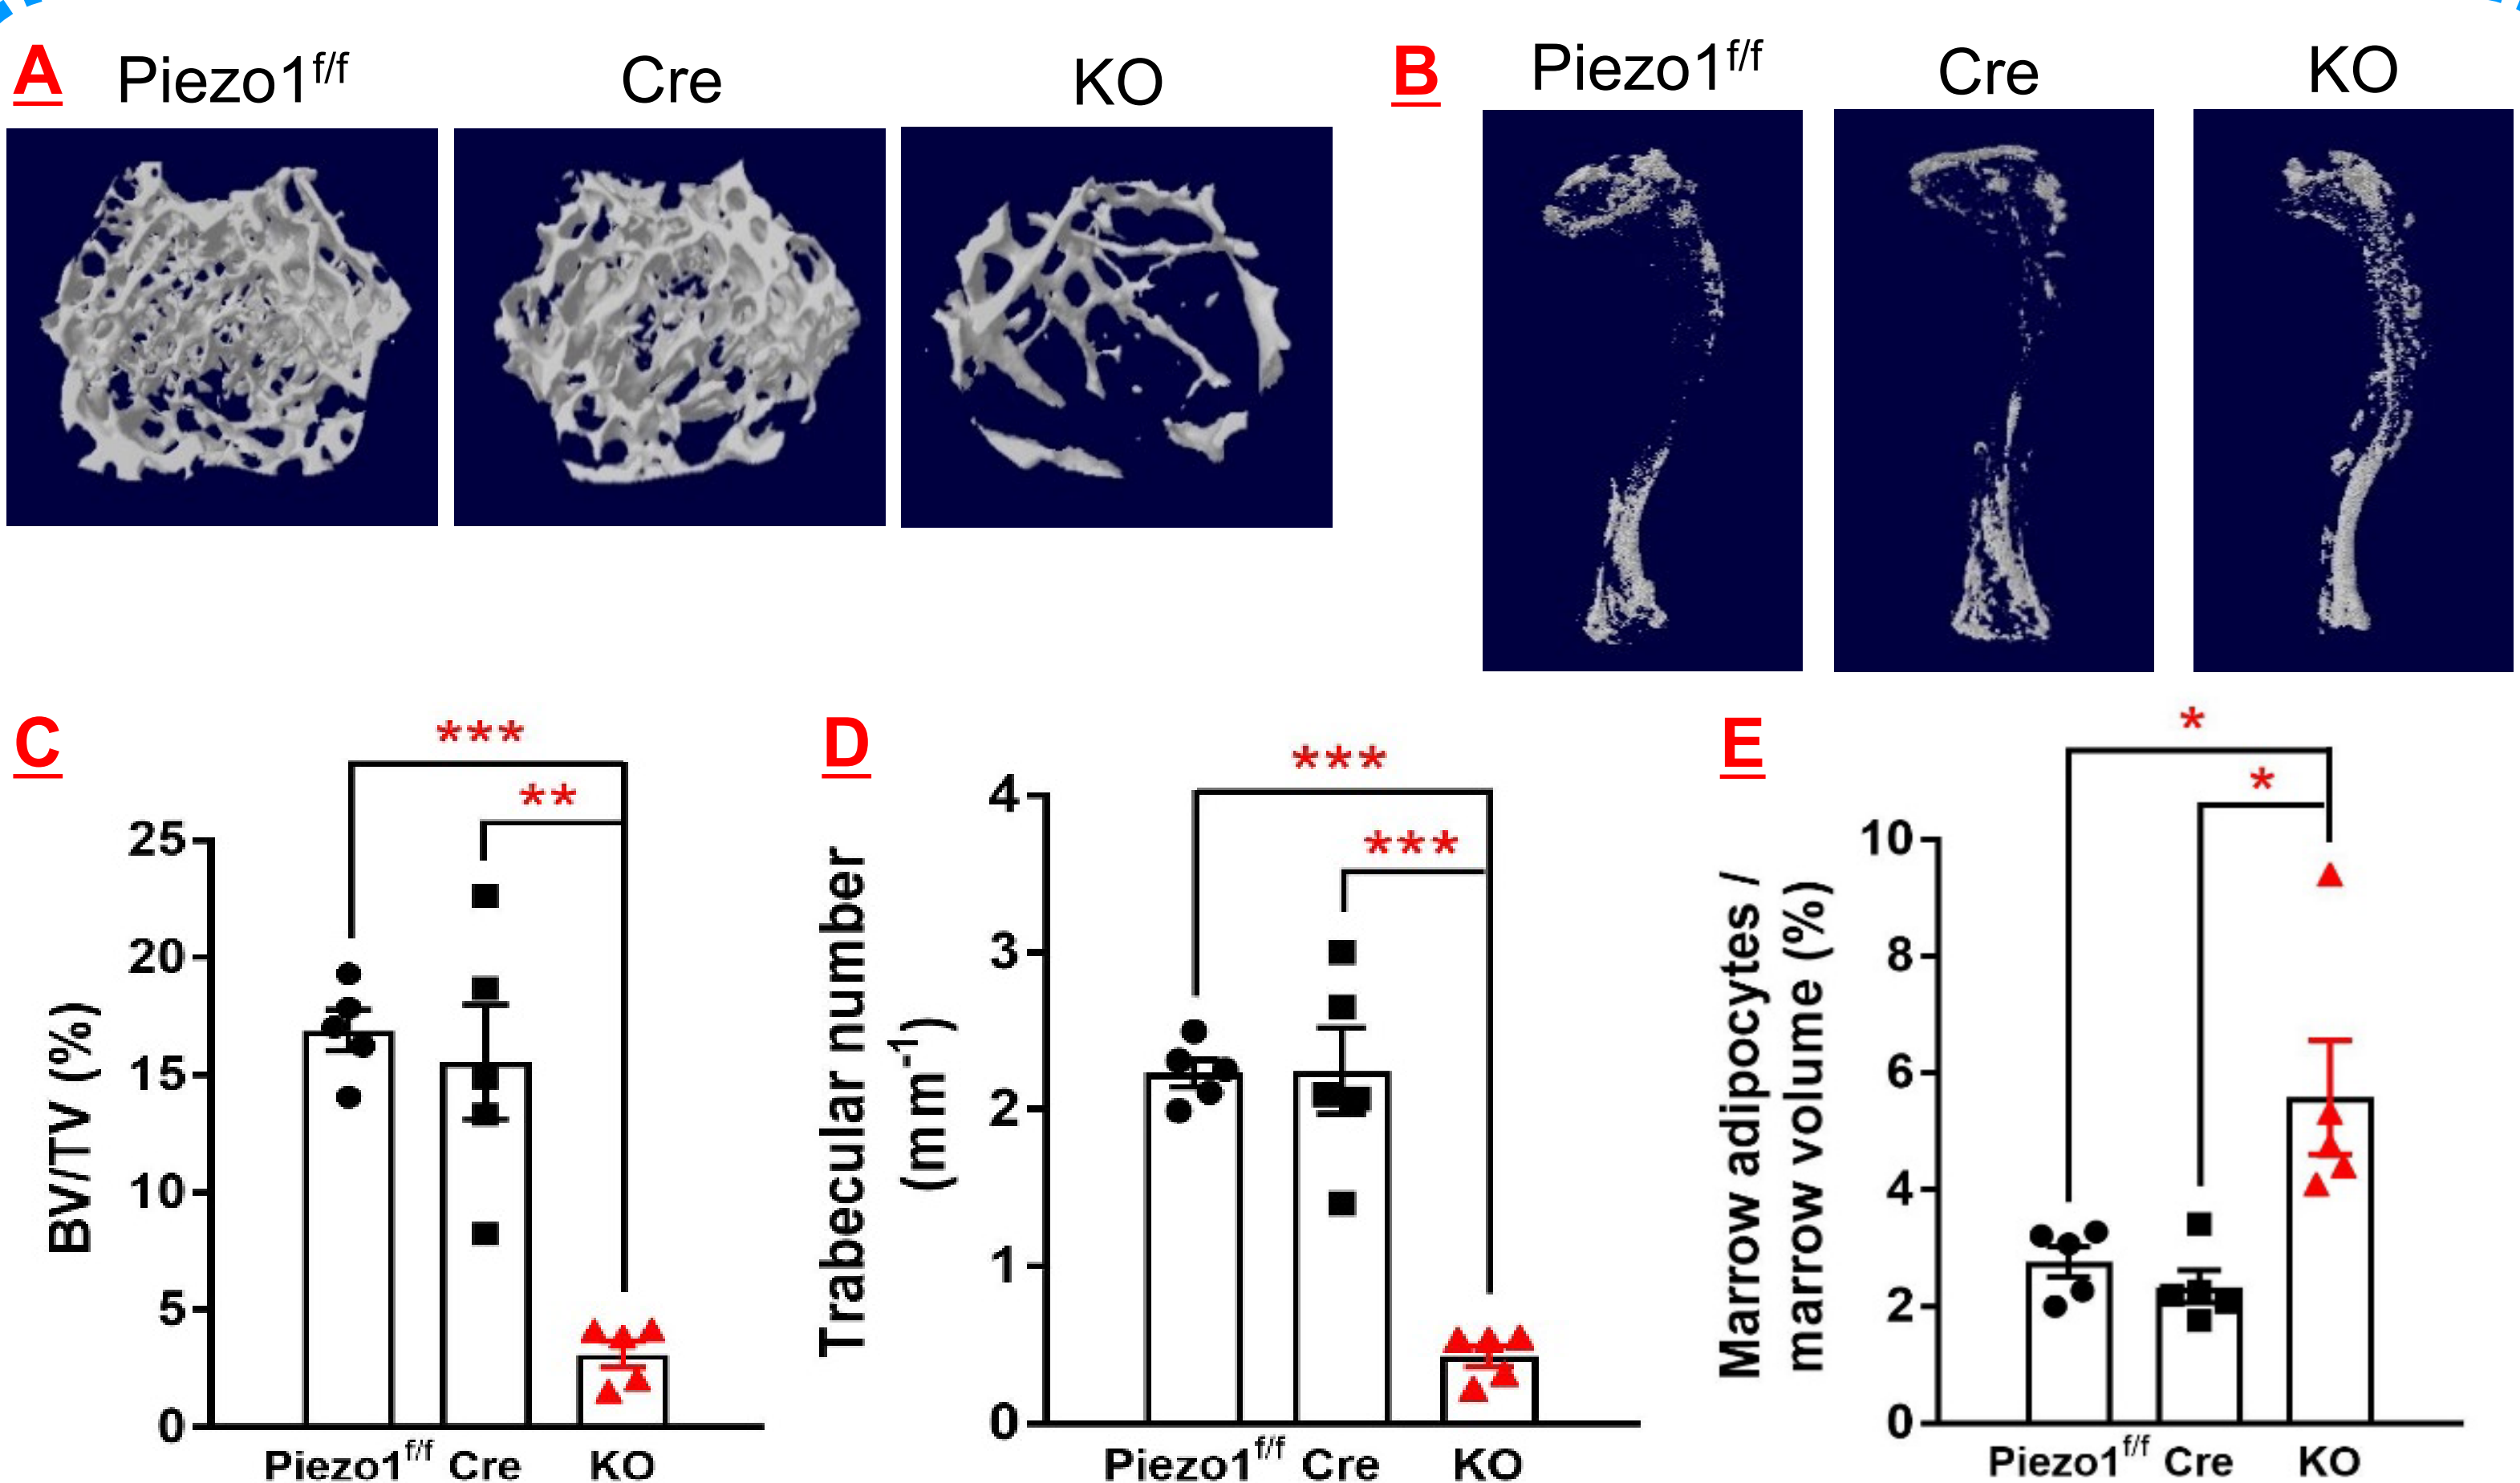 A
Piezo1f/f
Cre
KO
B
Piezo1f/f
Cre
KO
C
***
**
25
20
15
10
5
0
BV/TV (%)
Piezo1f/f Cre KO
D
***
***
4
3
2
1
0
Trabecular number
(mm-1)
Piezo1f/f Cre KO
E
*
*
10
8
6
4
2
0
Marrow adipocytes /
marrow volume (%)
Piezo1f/f Cre KO